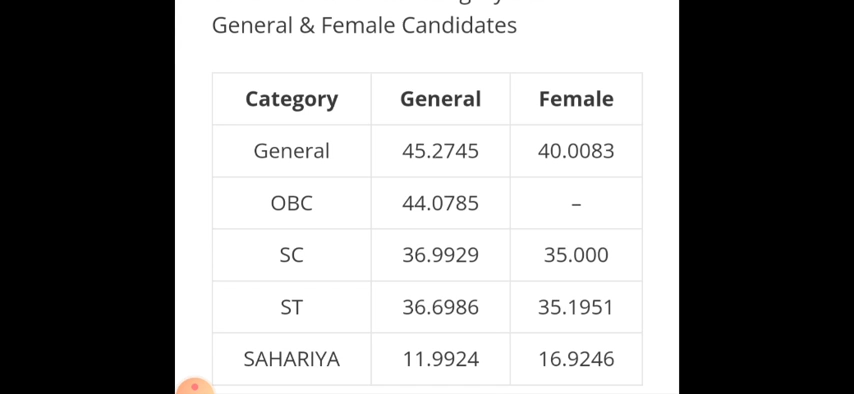 General & Female Candidates
Category General Female
General 45.2745 40.0083
OBC 44.0785 –
SC 36.9929 35.000
ST 36.6986 35.1951
SAHARIYA 11.9924 16.9246